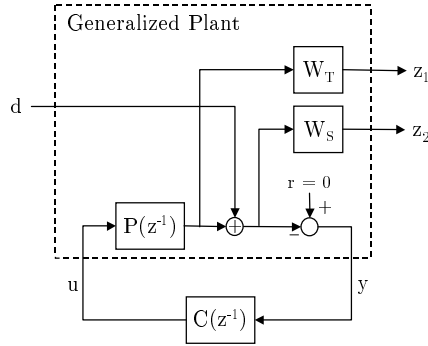 Generalized Plant
W_T
z_1
d
W_S
z_2
r = 0
+
P(z^-1)
+
−
u
y
C(z^-1)